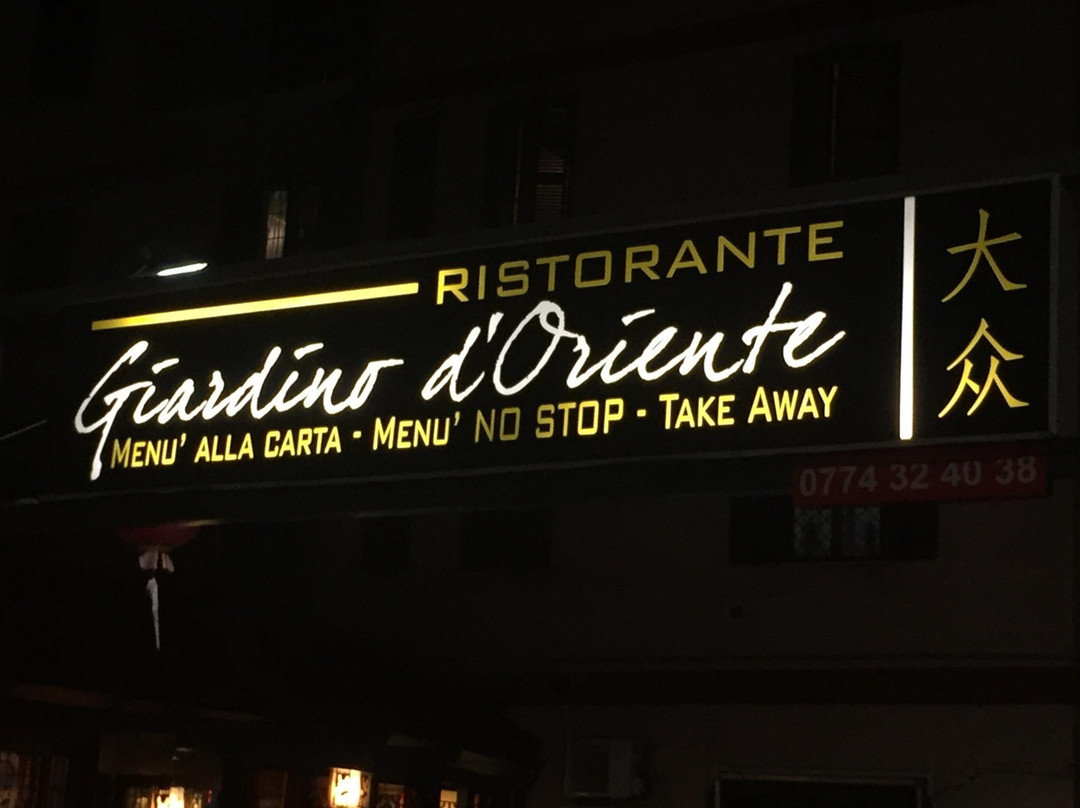 RISTORANTE
Giardino d'Oriente
MENU' ALLA CARTA - MENU' NO STOP - TAKE AWAY
大众
0774 32 40 38